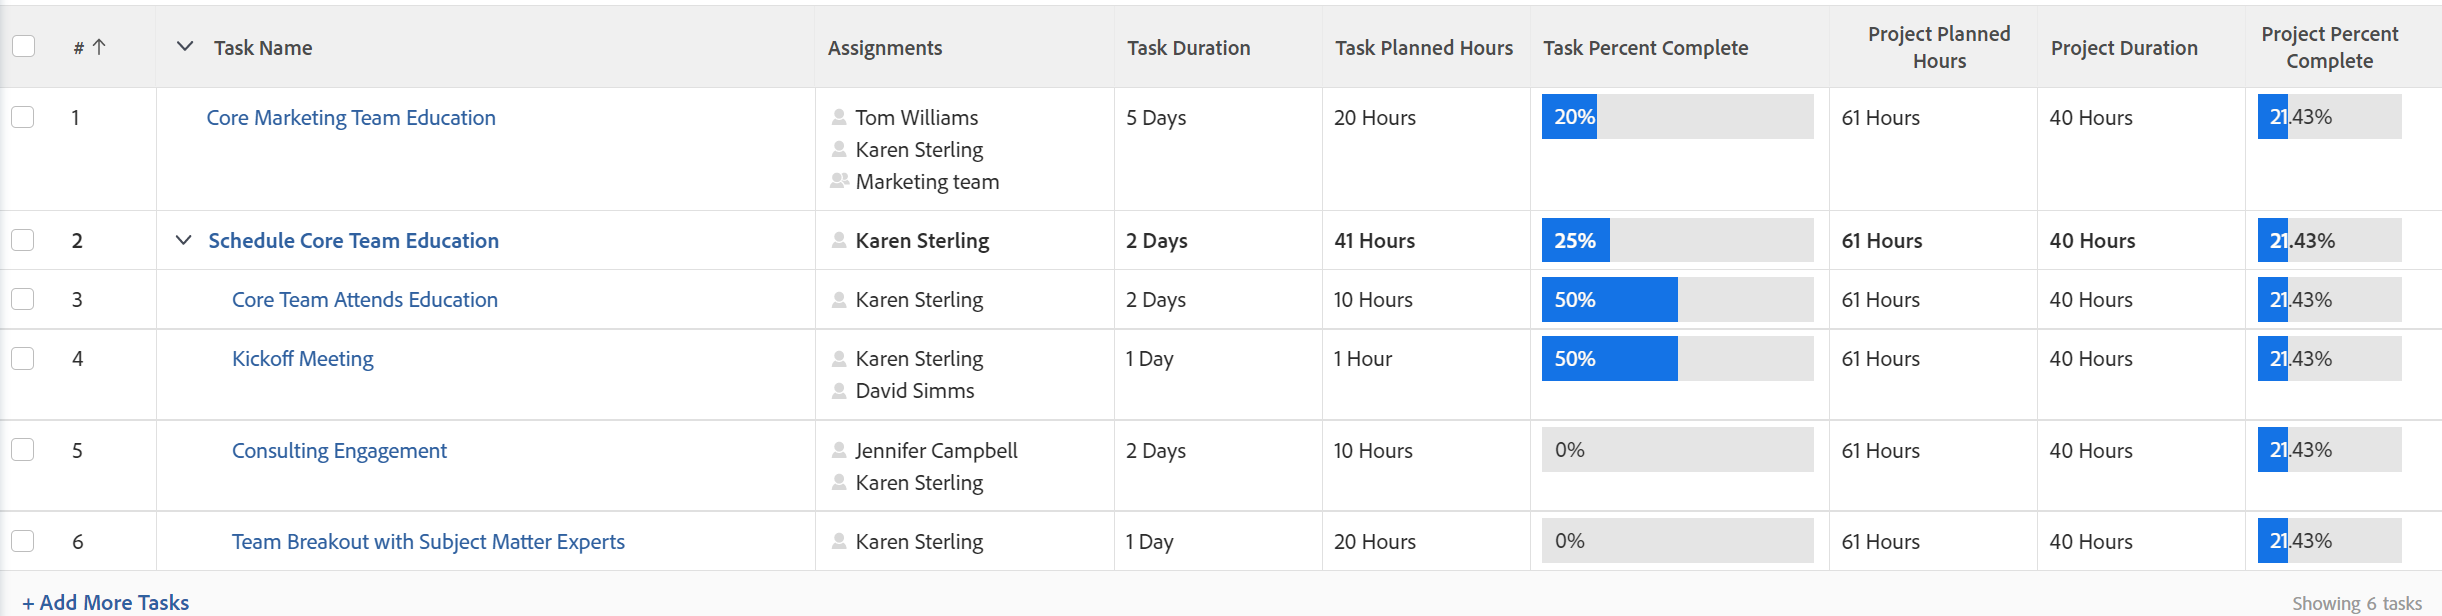 # Task Name Assignments Task Duration Task Planned Hours Task Percent Complete Project Planned Hours Project Duration Project Percent Complete
1 Core Marketing Team Education Tom Williams 5 Days 20 Hours 20% 61 Hours 40 Hours 21.43%
Karen Sterling
Marketing team
2 Schedule Core Team Education Karen Sterling 2 Days 41 Hours 25% 61 Hours 40 Hours 21.43%
3 Core Team Attends Education Karen Sterling 2 Days 10 Hours 50% 61 Hours 40 Hours 21.43%
4 Kickoff Meeting Karen Sterling 1 Day 1 Hour 50% 61 Hours 40 Hours 21.43%
David Simms
5 Consulting Engagement Jennifer Campbell 2 Days 10 Hours 0% 61 Hours 40 Hours 21.43%
Karen Sterling
6 Team Breakout with Subject Matter Experts Karen Sterling 1 Day 20 Hours 0% 61 Hours 40 Hours 21.43%
+ Add More Tasks Showing 6 tasks